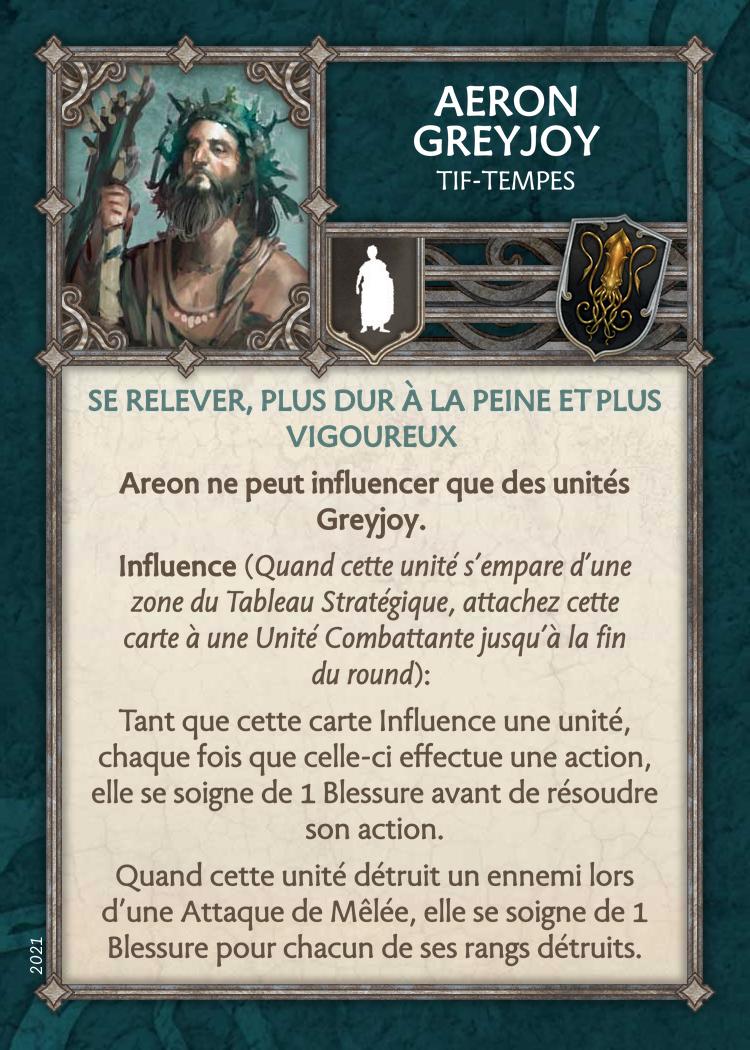 AERON
GREYJOY
TIF-TEMPES
SE RELEVER, PLUS DUR À LA PEINE ET PLUS
VIGOUREUX
Areon ne peut influencer que des unités
Greyjoy.
Influence (Quand cette unité s'empare d'une
zone du Tableau Stratégique, attachez cette
carte à une Unité Combattante jusqu'à la fin
du round):
Tant que cette carte Influence une unité,
chaque fois que celle-ci effectue une action,
elle se soigne de 1 Blessure avant de résoudre
son action.
Quand cette unité détruit un ennemi lors
d'une Attaque de Mêlée, elle se soigne de 1
Blessure pour chacun de ses rangs détruits.
2021